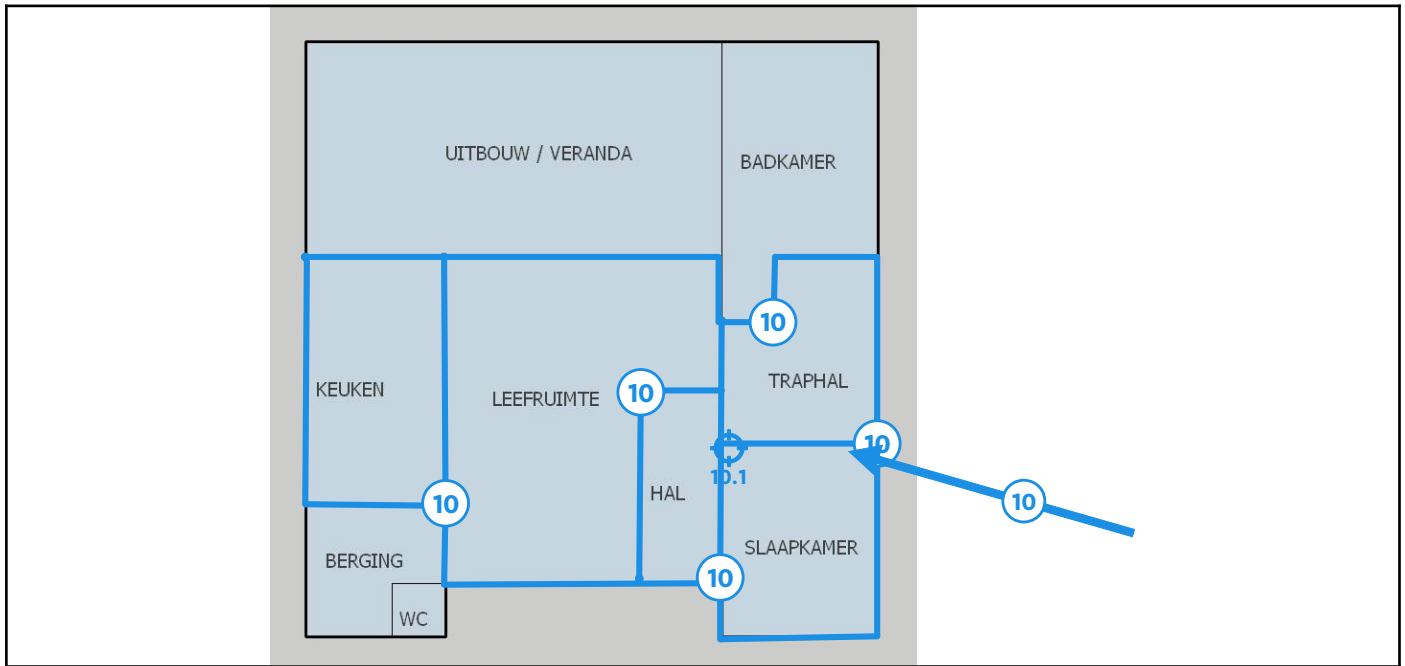 UITBOUW / VERANDA
BADKAMER
10
TRAPHAL
KEUKEN
10
LEEFRUIMTE
10
10.1
HAL
10
10
SLAAPKAMER
BERGING
10
WC